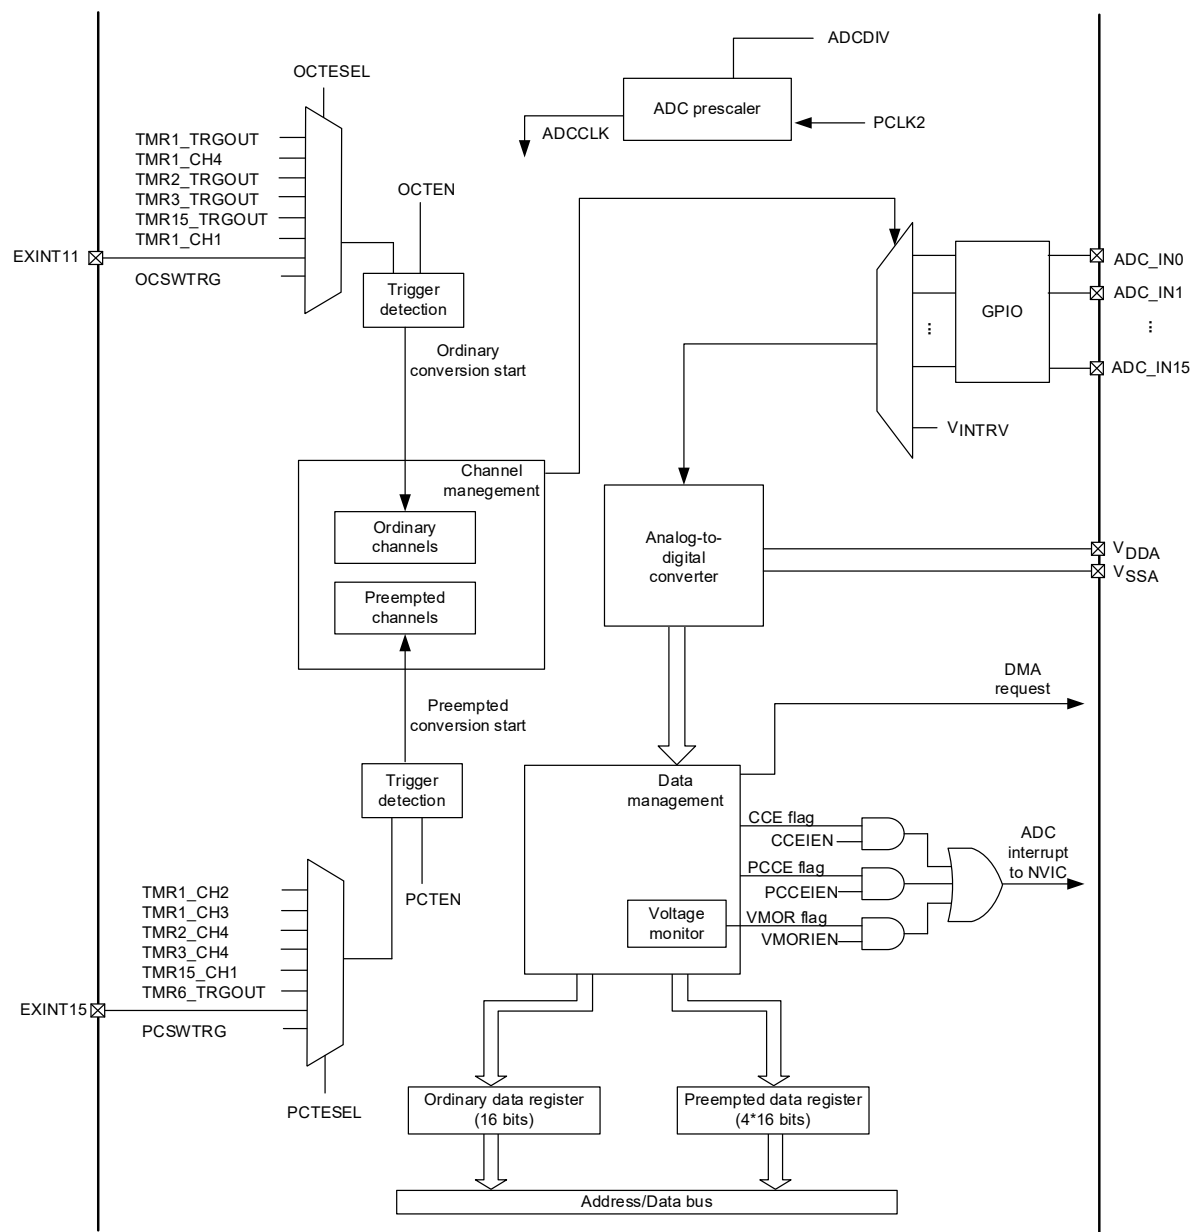 ADCDIV
OCTESEL
ADC prescaler
PCLK2
ADCCLK
TMR1_TRGOUT
TMR1_CH4
TMR2_TRGOUT
TMR3_TRGOUT
TMR15_TRGOUT
TMR1_CH1
EXINT11
OCSWTRG
OCTEN
Trigger
detection
Ordinary
conversion start
ADC_IN0
ADC_IN1
...
GPIO
...
ADC_IN15
VINTRV
Channel
manegement
Ordinary
channels
Preempted
channels
Analog-to-
digital
converter
VDDA
VSSA
Preempted
conversion start
DMA
request
Trigger
detection
PCTEN
Data
management
CCE flag
CCEIEN
PCCE flag
PCCEIEN
VMOR flag
VMORIEN
Voltage
monitor
ADC
interrupt
to NVIC
TMR1_CH2
TMR1_CH3
TMR2_CH4
TMR3_CH4
TMR15_CH1
TMR6_TRGOUT
EXINT15
PCSWTRG
PCTESEL
Ordinary data register
(16 bits)
Preempted data register
(4*16 bits)
Address/Data bus